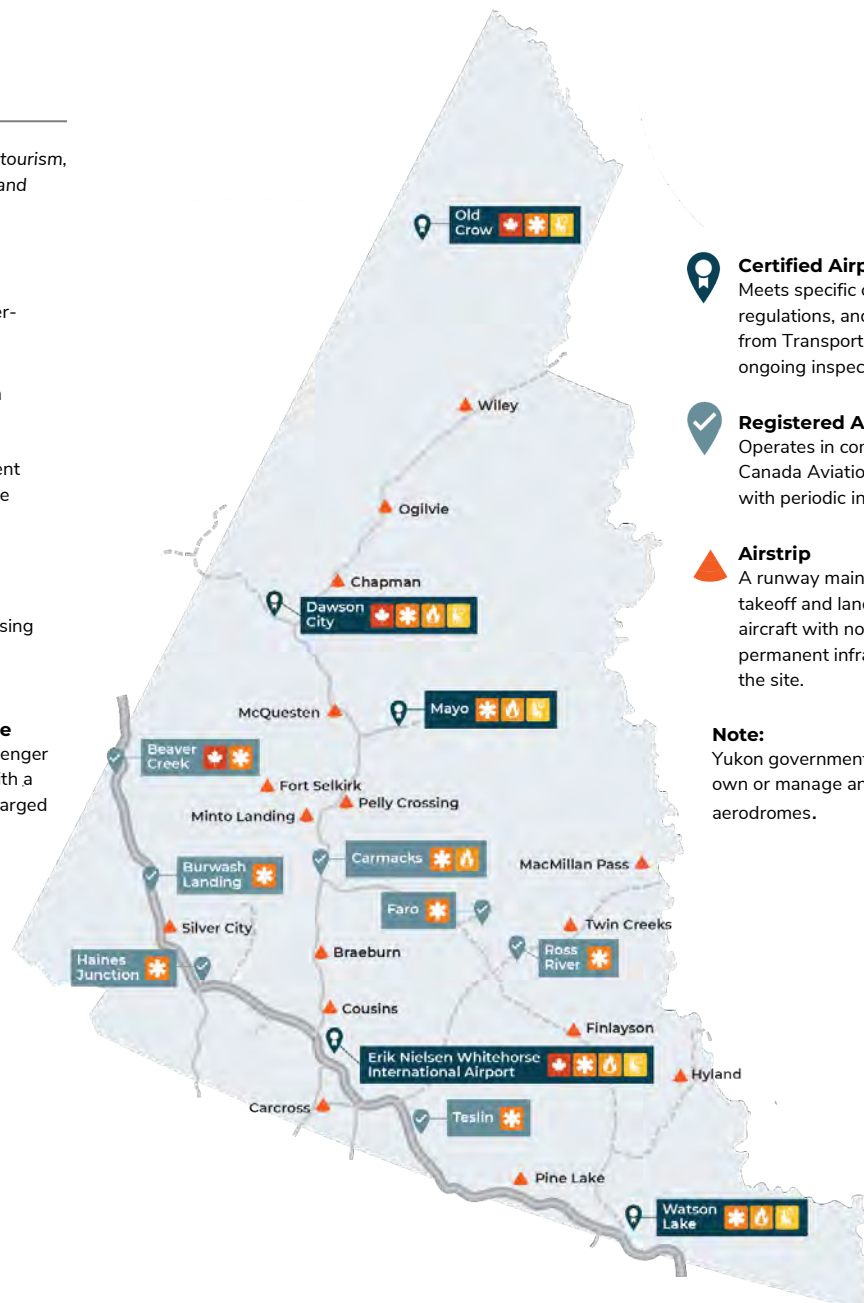 tourism,
and
er-
ent
e
sing
e
enger
ith a
arged
Old
Crow
Wiley
Ogilvie
Chapman
Dawson
City
McQuesten
Mayo
Beaver
Creek
Fort Selkirk
Pelly Crossing
Minto Landing
Carmacks
MacMillan Pass
Burwash
Landing
Faro
Silver City
Twin Creeks
Ross
River
Haines
Junction
Braeburn
Cousins
Finlayson
Erik Nielsen Whitehorse
International Airport
Hyland
Carcross
Teslin
Pine Lake
Watson
Lake
Certified Airp
Meets specific
regulations, and
from Transport
ongoing inspec
Registered A
Operates in con
Canada Aviatio
with periodic in
Airstrip
A runway main
takeoff and land
aircraft with no
permanent infra
the site.
Note:
Yukon government
own or manage an
aerodromes.